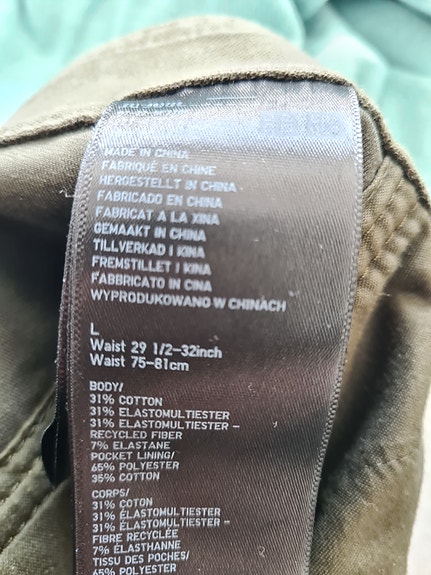 MADE IN CHINA
FABRIQUÉ EN CHINE
HERGESTELLT IN CHINA
FABRICADO EN CHINA
FABRICAT A LA XINA
GEMAAKT IN CHINA
TILLVERKAD I KINA
FREMSTILLET I KINA
FABBRICATO IN CINA
WYPRODUKOWANO W CHINACH
L
Waist 29 1/2-32inch
Waist 75-81cm
BODY/
31% COTTON
31% ELASTOMULTIESTER
31% ELASTOMULTIESTER -
RECYCLED FIBER
7% ELASTANE
POCKET LINING/
65% POLYESTER
35% COTTON
CORPS/
31% COTON
31% ÉLASTOMULTIESTER
31% ÉLASTOMULTIESTER -
FIBRE RECYCLÉE
7% ÉLASTHANNE
TISSU DES POCHES/
65% POLYESTER